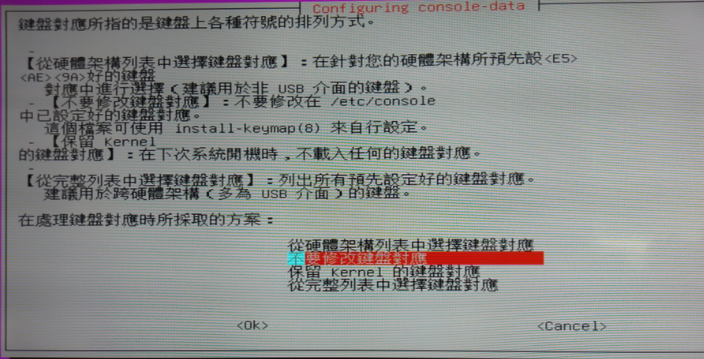 Configuring console-data
鍵盤對應所指的是鍵盤上各種符號的排列方式。
-
【從硬體架構列表中選擇鍵盤對應】：在針對您的硬體架構所預先設<E5>
<AE><9A>好的鍵盤
對應中進行選擇（建議用於非 USB 介面的鍵盤）。
- 【不要修改鍵盤對應】：不要修改在 /etc/console
中已設定好的鍵盤對應。
這個檔案可使用 install-keymap(8) 來自行設定。
- 【保留 Kernel
的鍵盤對應】：在下次系統開機時，不載入任何的鍵盤對應。
-
【從完整列表中選擇鍵盤對應】：列出所有預先設定好的鍵盤對應。
建議用於跨硬體架構（多為 USB 介面）的鍵盤。
在處理鍵盤對應時所採取的方案：
從硬體架構列表中選擇鍵盤對應
不要修改鍵盤對應
保留 Kernel 的鍵盤對應
從完整列表中選擇鍵盤對應
<Ok>
<Cancel>